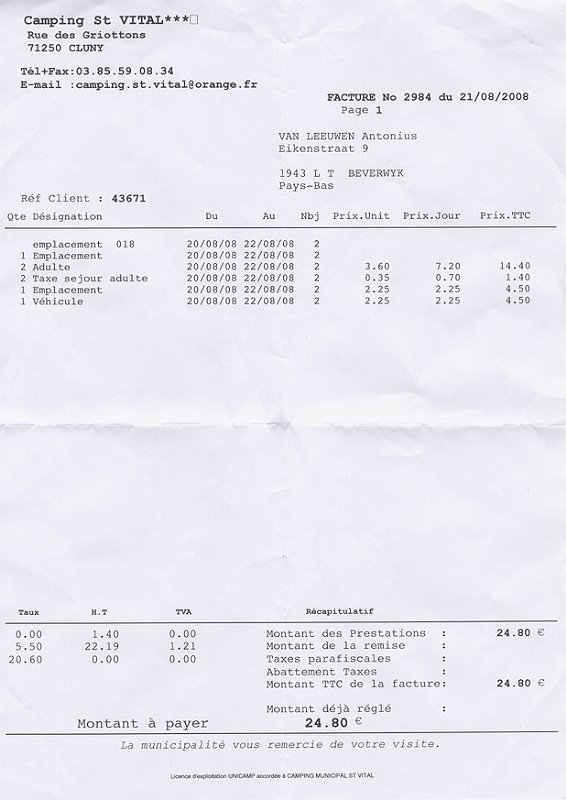 Camping St VITAL***
Rue des Griottons
71250 CLUNY
Tél+Fax:03.85.59.08.34
E-mail :camping.st.vital@orange.fr
FACTURE No 2984 du 21/08/2008
Page 1
VAN LEEUWEN Antonius
Eikenstraat 9
1943 L T BEVERWYK
Pays-Bas
Réf Client : 43671
Qte Désignation Du Au Nbj Prix.Unit Prix.Jour Prix.TTC
emplacement 018 20/08/08 22/08/08 2
1 Emplacement 20/08/08 22/08/08 2
2 Adulte 20/08/08 22/08/08 2 3.60 7.20 14.40
2 Taxe sejour adulte 20/08/08 22/08/08 2 0.35 0.70 1.40
1 Emplacement 20/08/08 22/08/08 2 2.25 2.25 4.50
1 Véhicule 20/08/08 22/08/08 2 2.25 2.25 4.50
Taux H.T TVA Récapitulatif
0.00 1.40 0.00 Montant des Prestations : 24.80 €
5.50 22.19 1.21 Montant de la remise :
20.60 0.00 0.00 Taxes parafiscales :
Abattement Taxes :
Montant TTC de la facture: 24.80 €
Montant déjà réglé :
Montant à payer 24.80 €
La municipalité vous remercie de votre visite.
Licence d'exploitation UNICAMP accordée à CAMPING MUNICIPAL ST VITAL